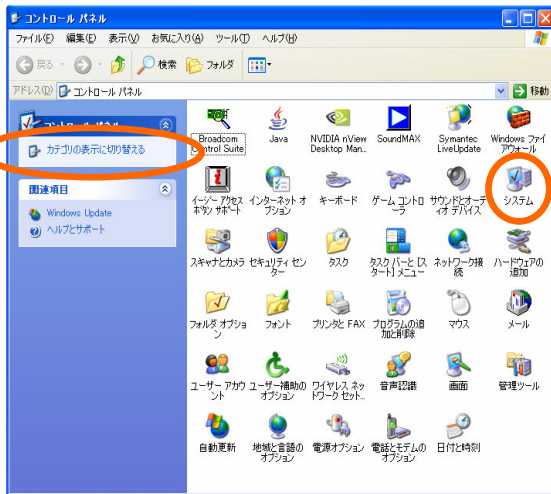 コントロール パネル
ファイル(F) 編集(E) 表示(V) お気に入り(A) ツール(T) ヘルプ(H)
戻る 検索 フォルダ
アドレス(D) コントロール パネル 移動
コントロール パネル
カテゴリの表示に切り替える
関連項目
Windows Update
ヘルプとサポート
Broadcom
Control Suite
Java
NVIDIA nView
Desktop Man...
SoundMAX
Symantec
LiveUpdate
Windows ファイ
アウォール
イージー アクセス
ボタン サポート
インターネット オ
プション
キーボード
ゲーム コントロ
ーラ
サウンドとオーデ
ィオ デバイス
システム
スキャナとカメラ
セキュリティ セン
ター
タスク
タスク バーと [ス
タート] メニュー
ネットワーク接
続
ハードウェアの
追加
フォルダ オプショ
ン
フォント
プリンタと FAX
プログラムの追
加と削除
マウス
メール
ユーザー アカウ
ント
ユーザー補助の
オプション
ワイヤレス ネッ
トワーク セット...
音声認識
画面
管理ツール
自動更新
地域と言語の
オプション
電源オプション
電話とモデムの
オプション
日付と時刻